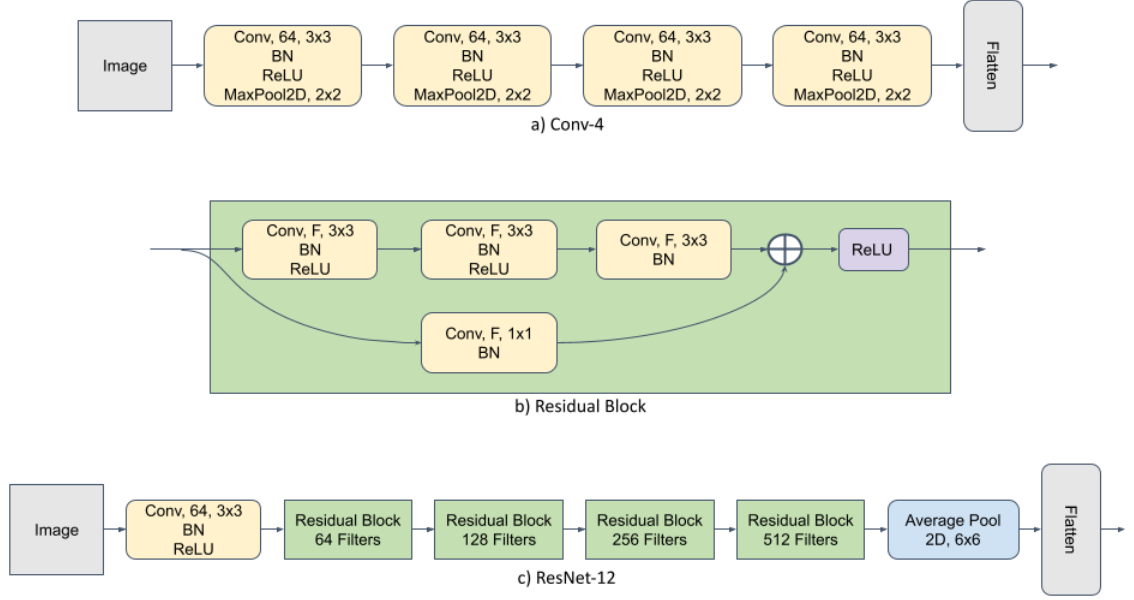 Image
Conv, 64, 3x3
BN
ReLU
MaxPool2D, 2x2
Conv, 64, 3x3
BN
ReLU
MaxPool2D, 2x2
Conv, 64, 3x3
BN
ReLU
MaxPool2D, 2x2
Conv, 64, 3x3
BN
ReLU
MaxPool2D, 2x2
Flatten
a) Conv-4
Conv, F, 3x3
BN
ReLU
Conv, F, 3x3
BN
ReLU
Conv, F, 3x3
BN
ReLU
Conv, F, 1x1
BN
b) Residual Block
Image
Conv, 64, 3x3
BN
ReLU
Residual Block
64 Filters
Residual Block
128 Filters
Residual Block
256 Filters
Residual Block
512 Filters
Average Pool
2D, 6x6
Flatten
c) ResNet-12